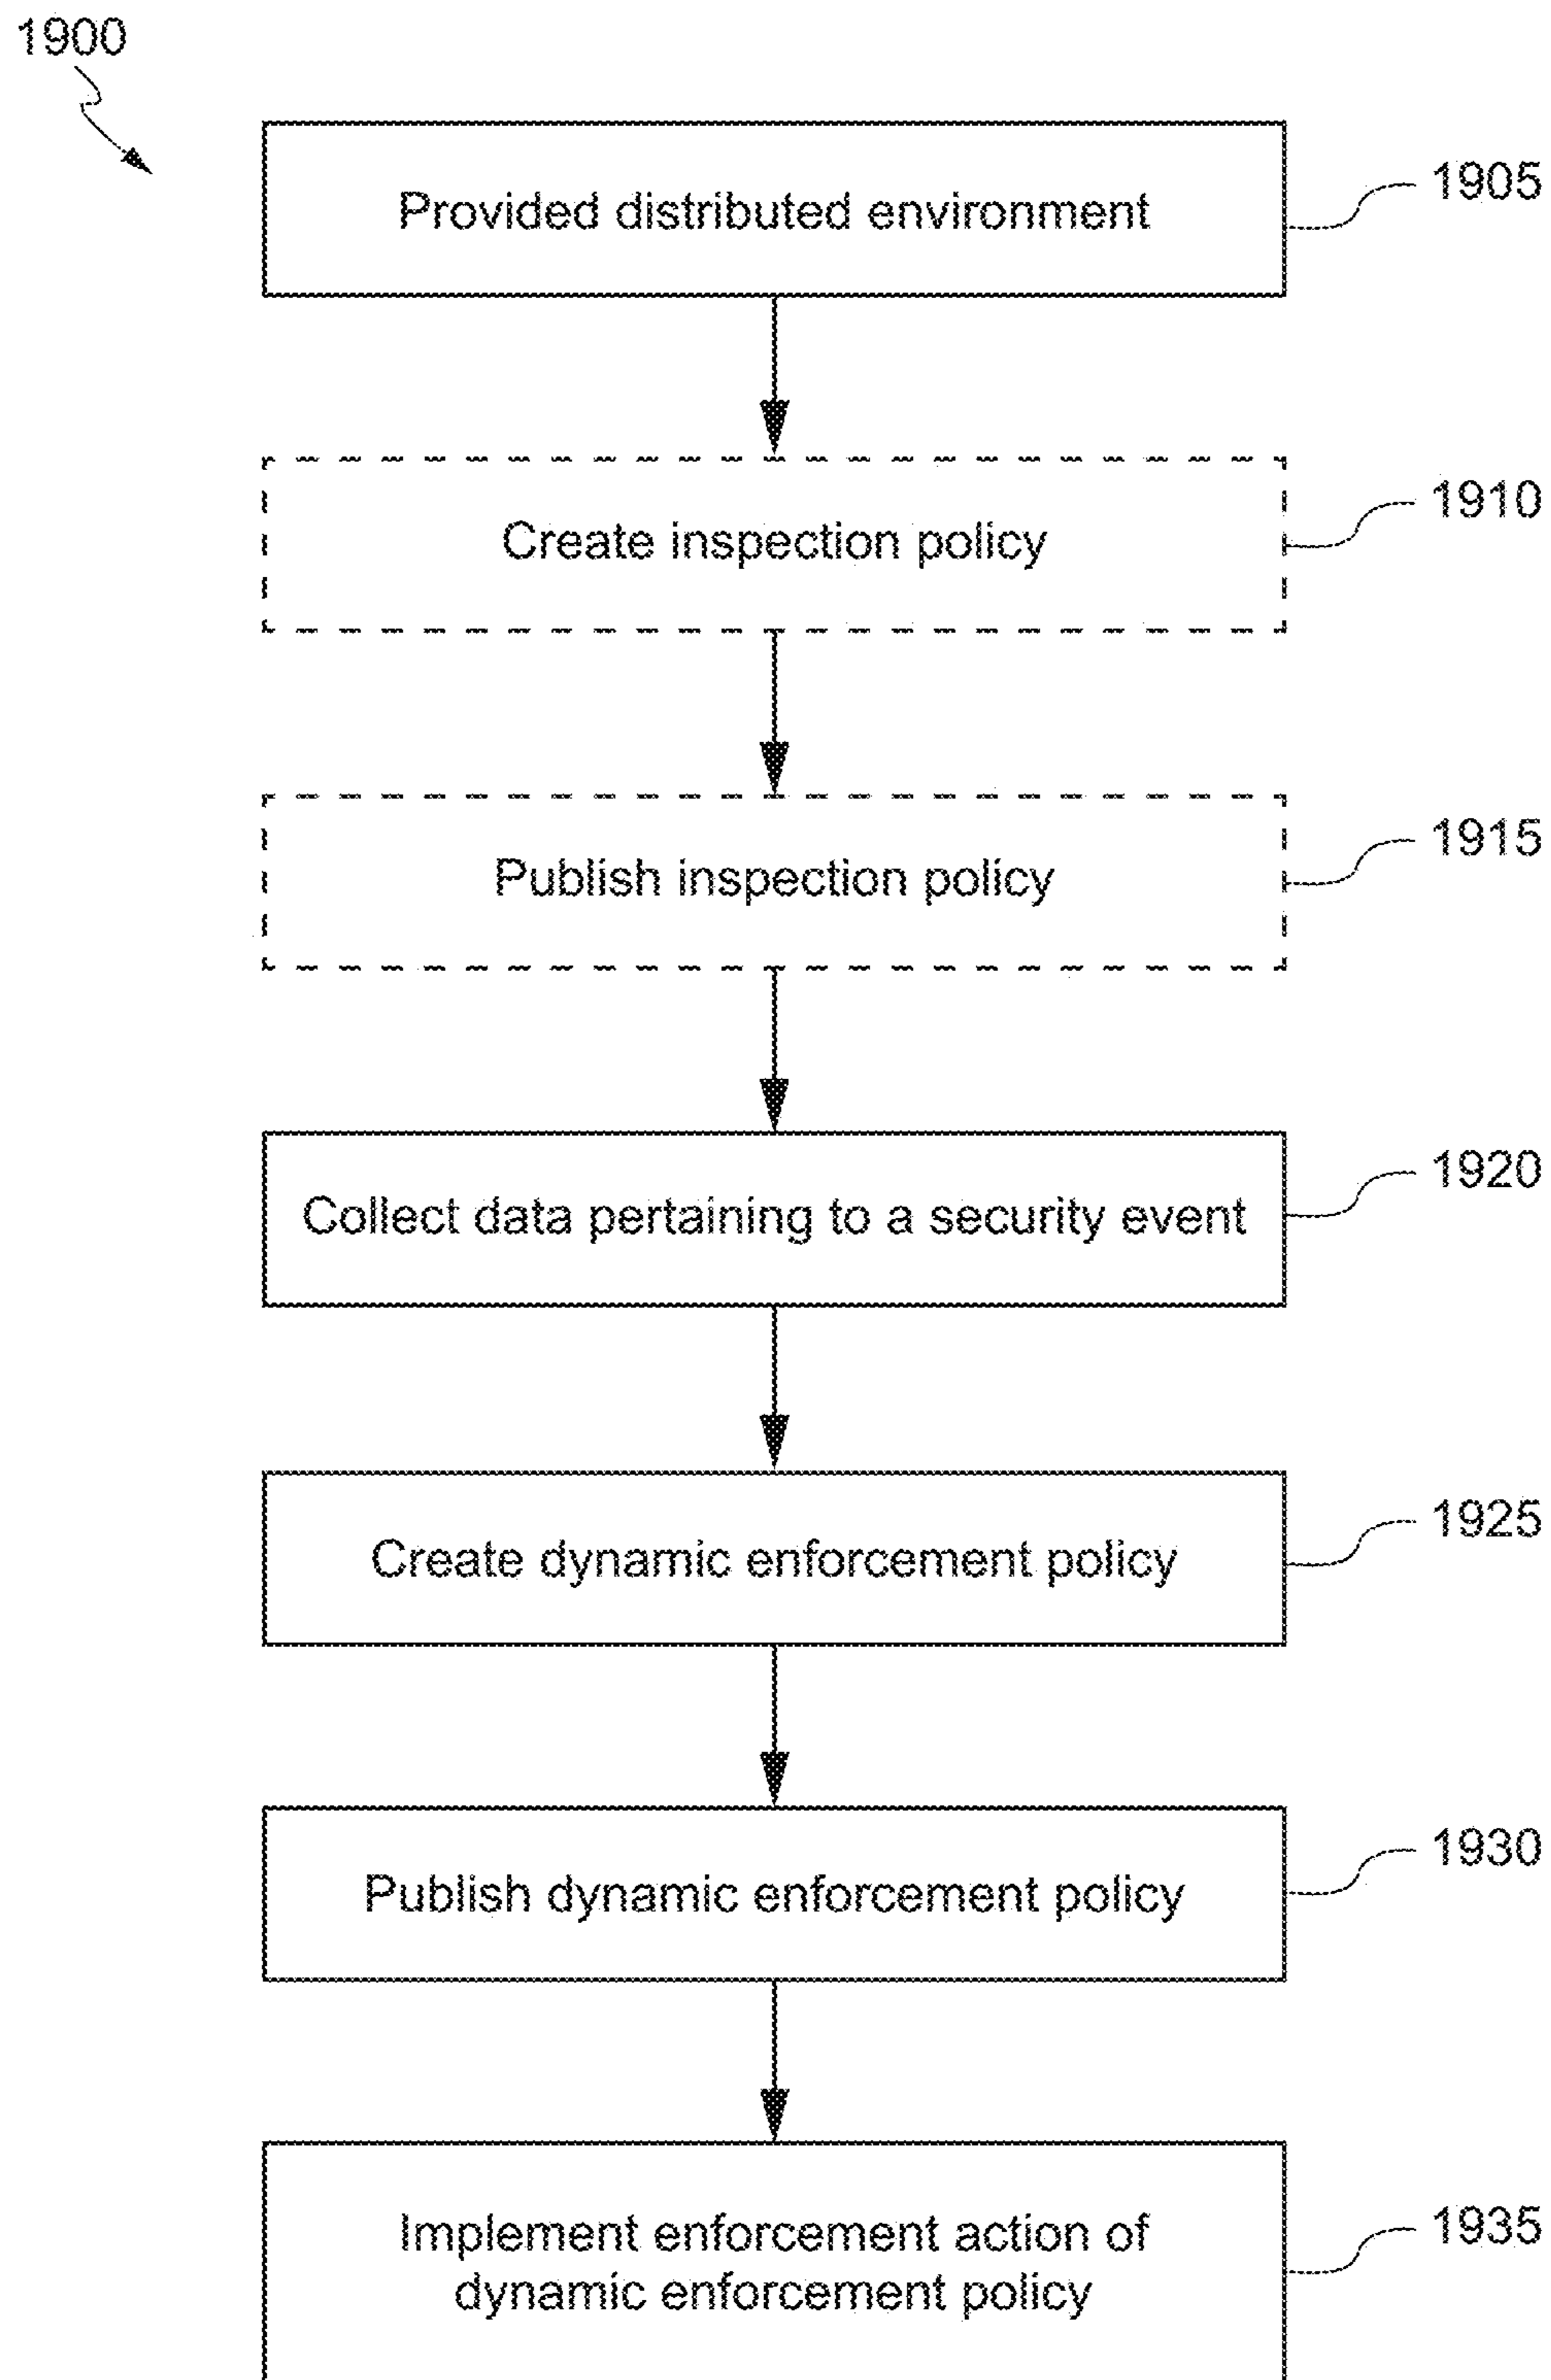 1900
Provided distributed environment
1905
Create inspection policy
1910
Publish inspection policy
1915
Collect data pertaining to a security event
1920
Create dynamic enforcement policy
1925
Publish dynamic enforcement policy
1930
Implement enforcement action of
dynamic enforcement policy
1935